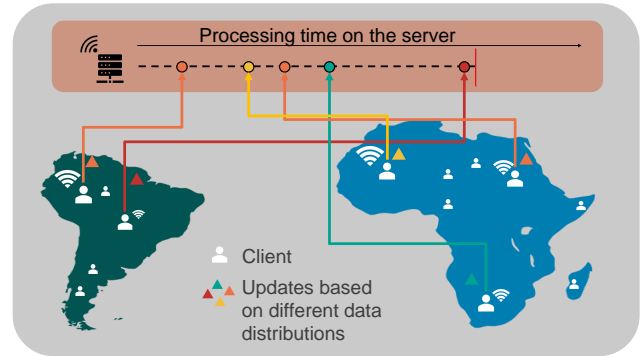 Processing time on the server
Client
Updates based
on different data
distributions